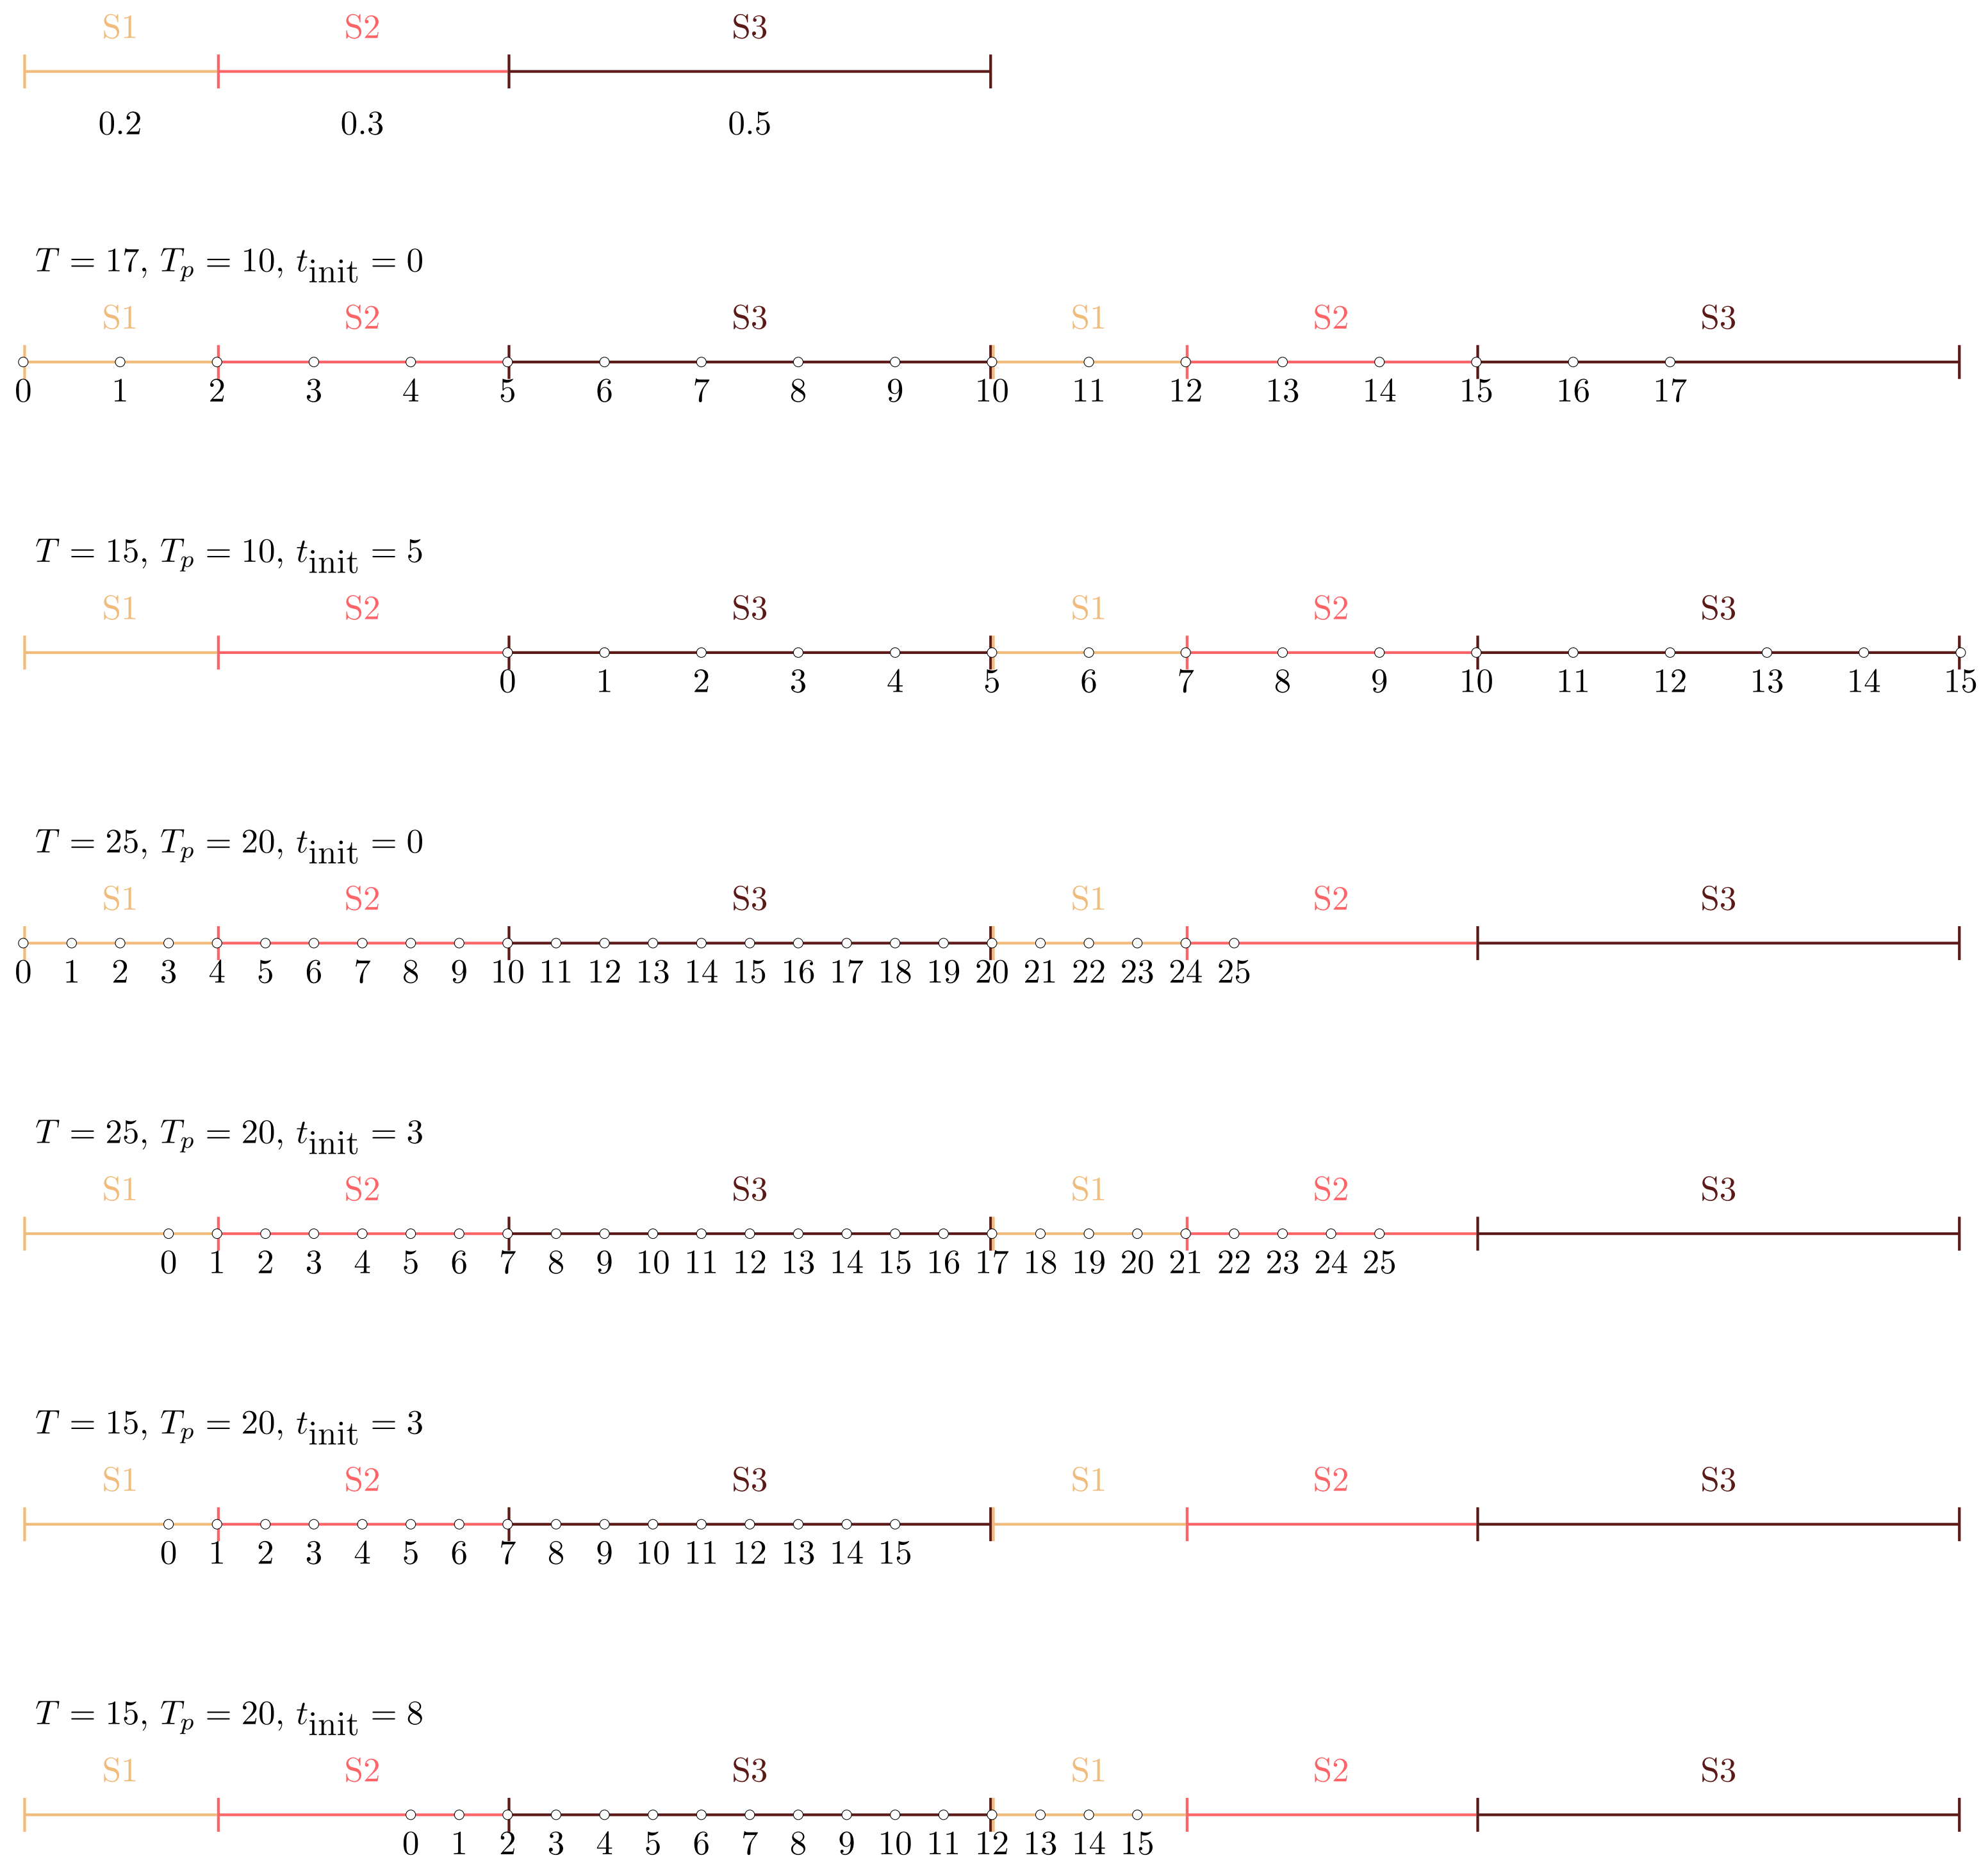 S1 S2 S3
0.2 0.3 0.5
T = 17, T_p = 10, t_init = 0
S1 S2 S3 S1 S2 S3
0 1 2 3 4 5 6 7 8 9 10 11 12 13 14 15 16 17
T = 15, T_p = 10, t_init = 5
S1 S2 S3 S1 S2 S3
0 1 2 3 4 5 6 7 8 9 10 11 12 13 14 15
T = 25, T_p = 20, t_init = 0
S1 S2 S3 S1 S2 S3
0 1 2 3 4 5 6 7 8 9 10 11 12 13 14 15 16 17 18 19 20 21 22 23 24 25
T = 25, T_p = 20, t_init = 3
S1 S2 S3 S1 S2 S3
0 1 2 3 4 5 6 7 8 9 10 11 12 13 14 15 16 17 18 19 20 21 22 23 24 25
T = 15, T_p = 20, t_init = 3
S1 S2 S3 S1 S2 S3
0 1 2 3 4 5 6 7 8 9 10 11 12 13 14 15
T = 15, T_p = 20, t_init = 8
S1 S2 S3 S1 S2 S3
0 1 2 3 4 5 6 7 8 9 10 11 12 13 14 15